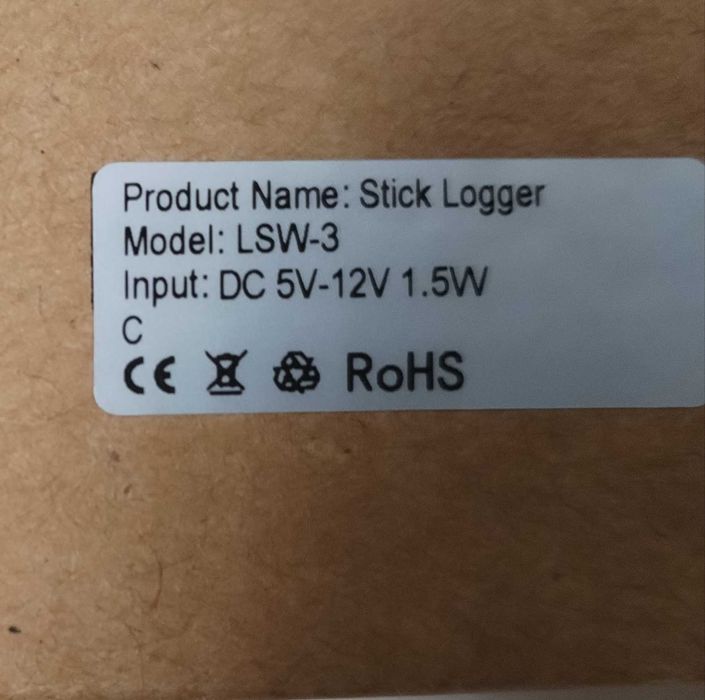 Product Name: Stick Logger
Model: LSW-3
Input: DC 5V-12V 1.5W
C
CE RoHS